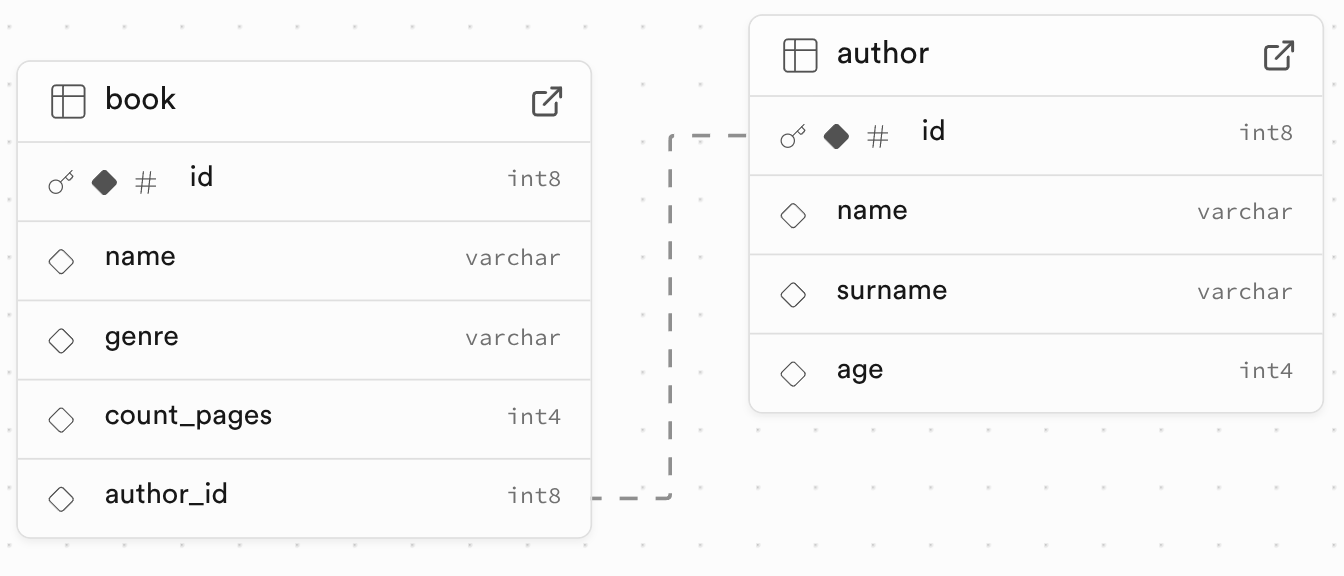 book
id int8
name varchar
genre varchar
count_pages int4
author_id int8
author
id int8
name varchar
surname varchar
age int4